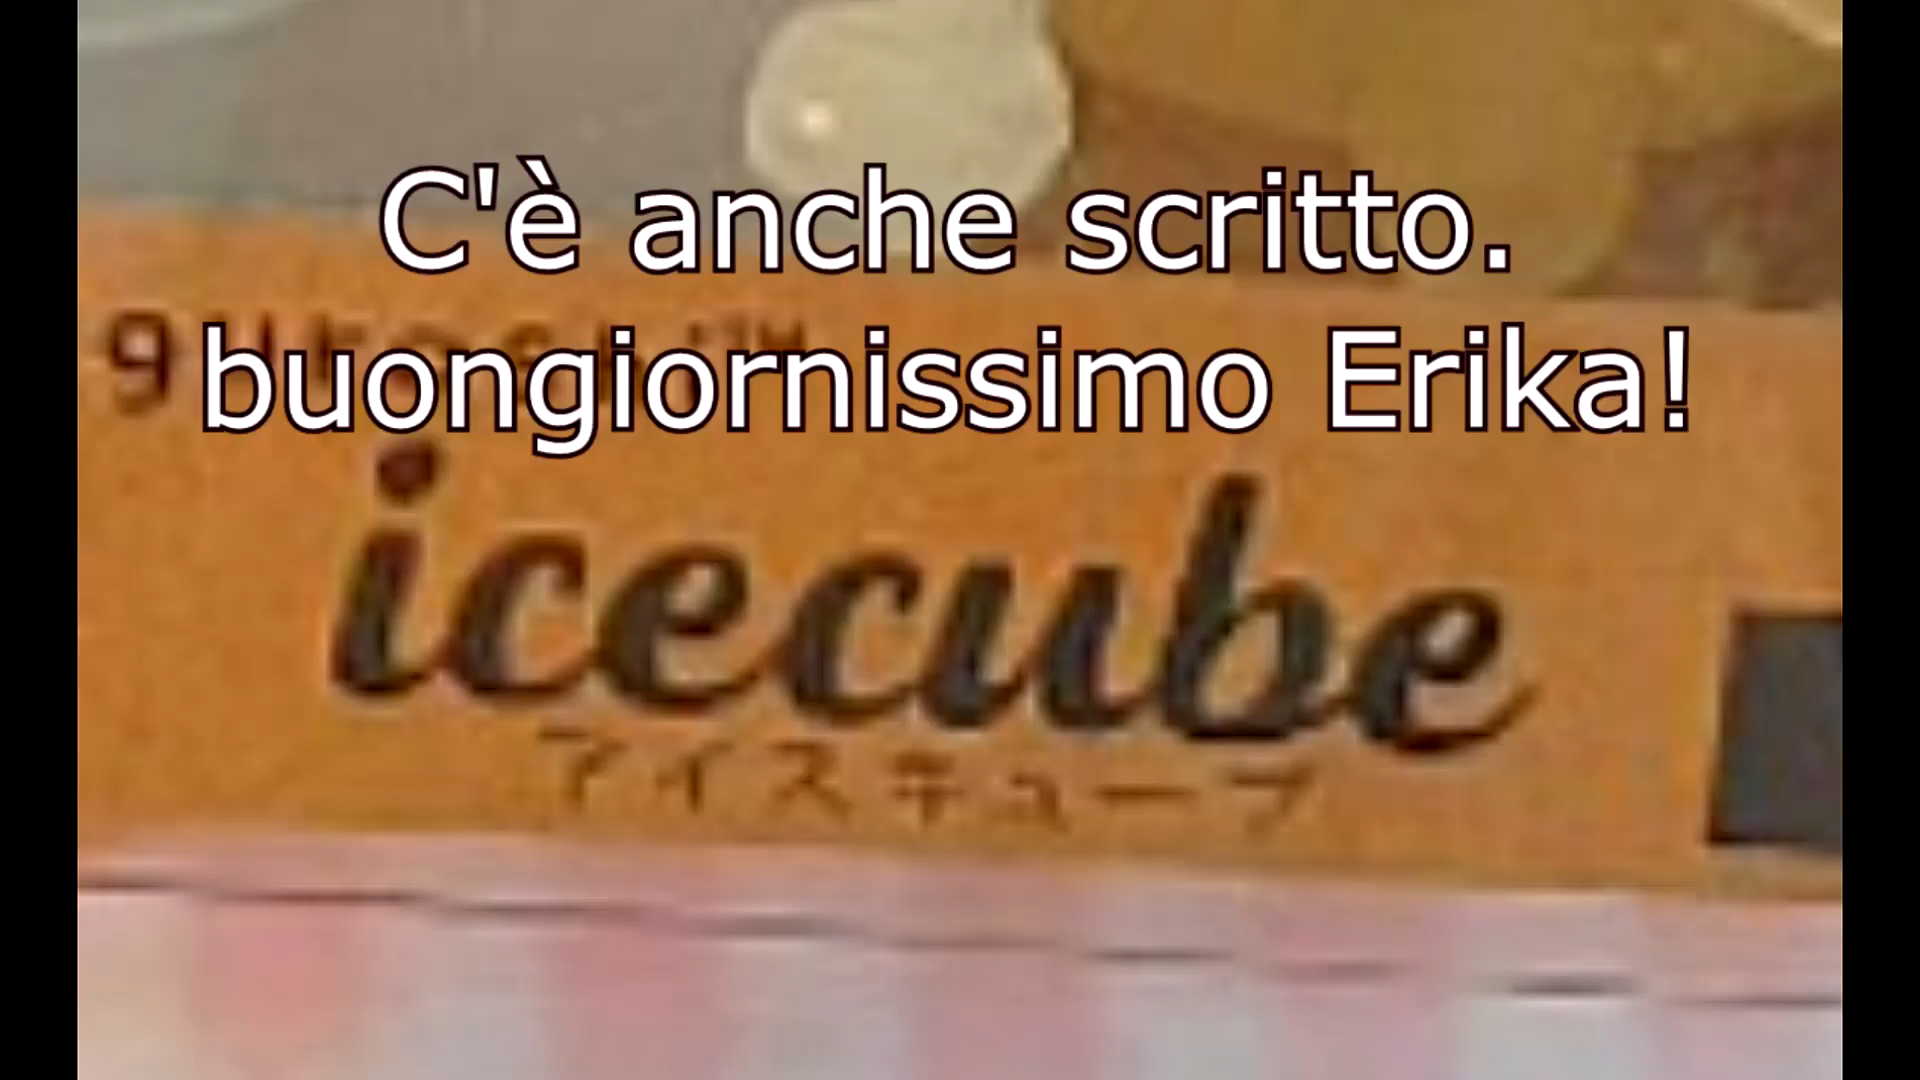 C'è anche scritto.
buongiornissimo Erika!
icecube
アイスキューブ